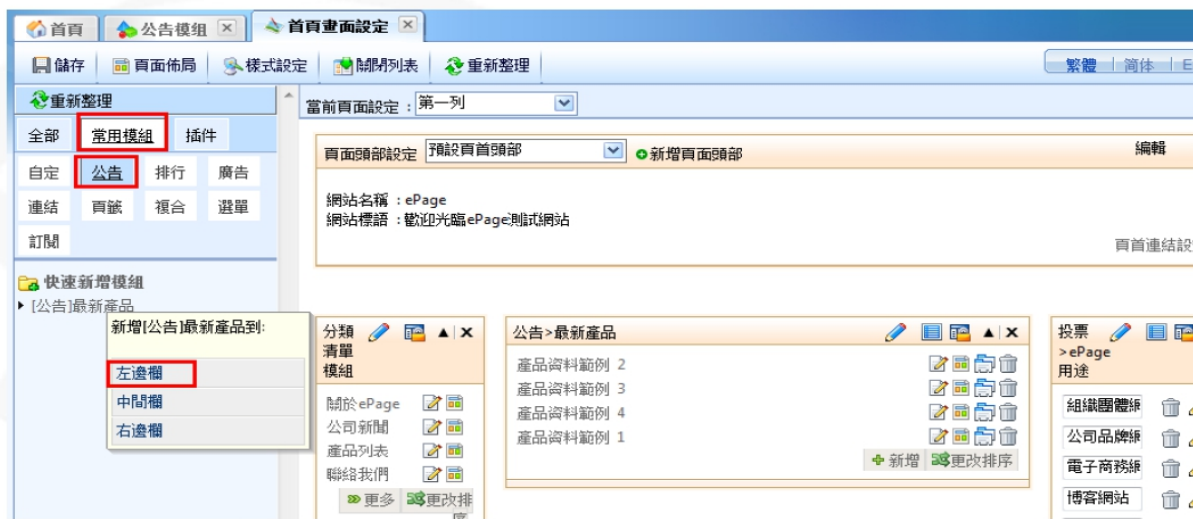 首頁 公告模组 首頁畫面設定
儲存 頁面佈局 樣式設定 關閉列表 重新整理 繁體 简体 E
重新整理
當前頁面設定 : 第一列
全部 常用模組 插件
自定 公告 排行 廣告
連結 頁籤 複合 選單
訂閱
頁面頭部設定 預設頁首頭部 新增頁面頭部 編輯
網站名稱 : ePage
網站標語 : 歡迎光臨ePage測試網站
頁首連結設
快速新增模組
[公告]最新產品
新增[公告]最新產品到:
左邊欄
中間欄
右邊欄
分類
清單
模組
關於ePage
公司新聞
產品列表
聯絡我們
更多 更改排
序
公告>最新產品
產品資料範例 2
產品資料範例 3
產品資料範例 4
產品資料範例 1
新增 更改排序
投票
>ePage
用途
組織團體網
公司品牌網
電子商務網
博客網站